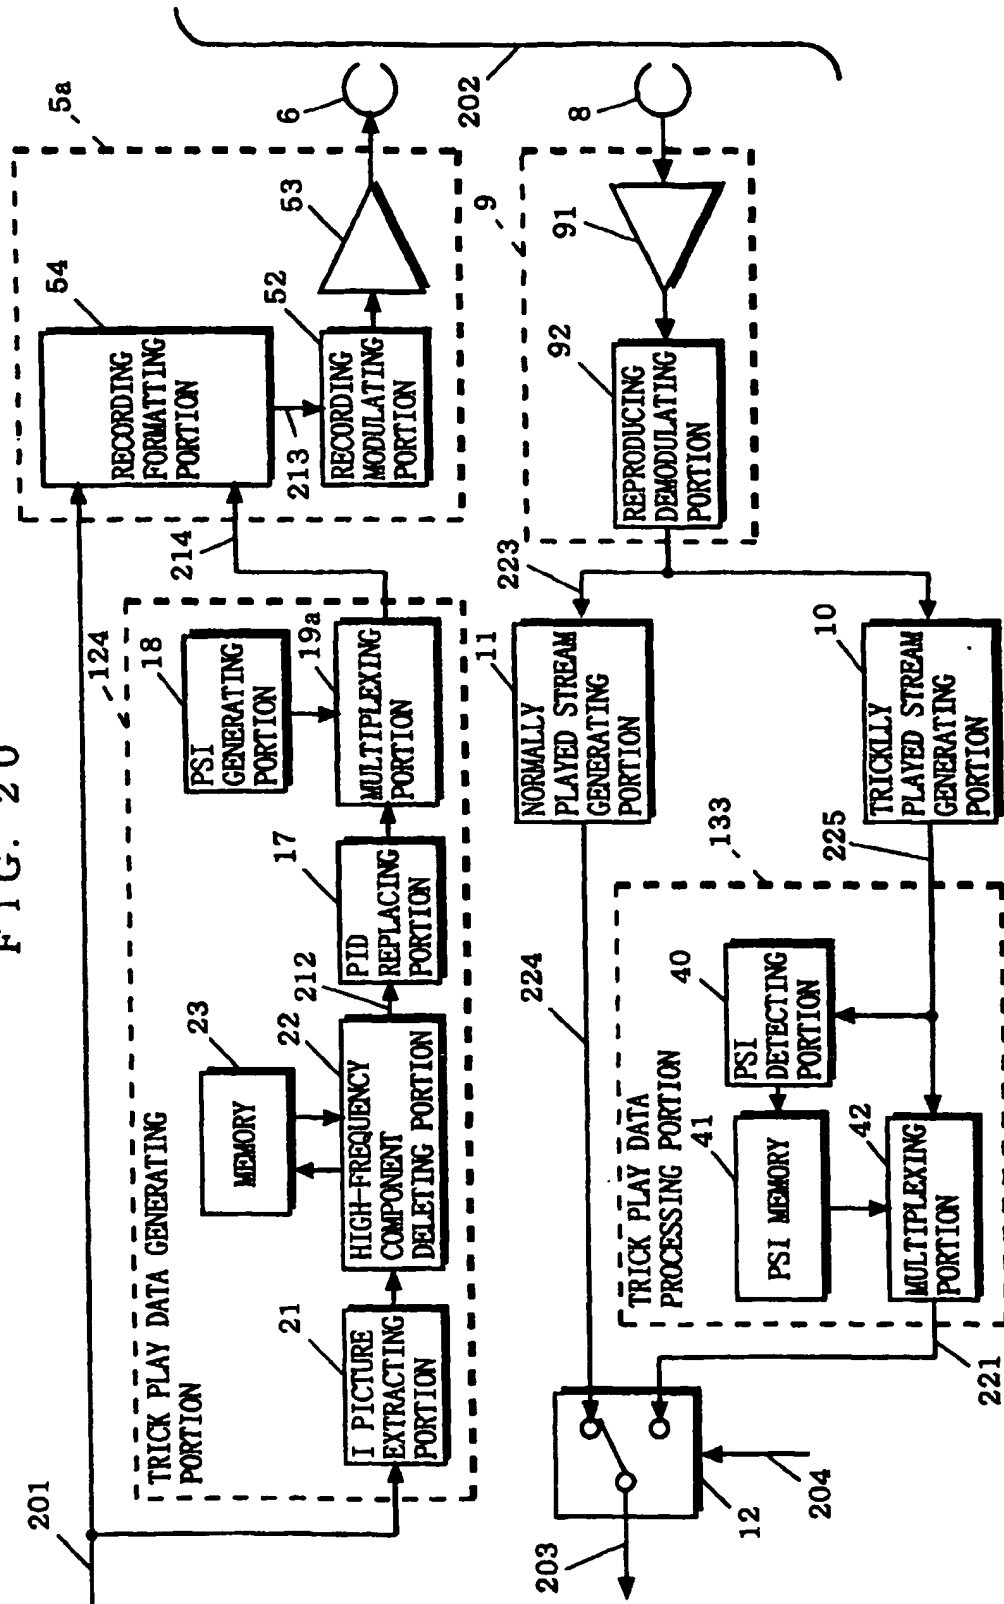 FIG. 20
201
TRICK PLAY DATA GENERATING
PORTION
124
21
I PICTURE
EXTRACTING
PORTION
23
MEMORY
22
HIGH-FREQUENCY
COMPONENT
DELETING PORTION
212
17
PID
REPLACING
PORTION
18
PSI
GENERATING
PORTION
19a
MULTIPLEXING
PORTION
214
5a
54
RECORDING
FORMATTING
PORTION
213
52
RECORDING
MODULATING
PORTION
53
6
202
8
9
91
92
REPRODUCING
DEMODULATING
PORTION
223
11
NORMALLY
PLAYED STREAM
GENERATING
PORTION
224
10
TRICKLY
PLAYED STREAM
GENERATING
PORTION
225
133
TRICK PLAY DATA
PROCESSING PORTION
40
PSI
DETECTING
PORTION
41
PSI MEMORY
42
MULTIPLEXING
PORTION
221
12
204
203